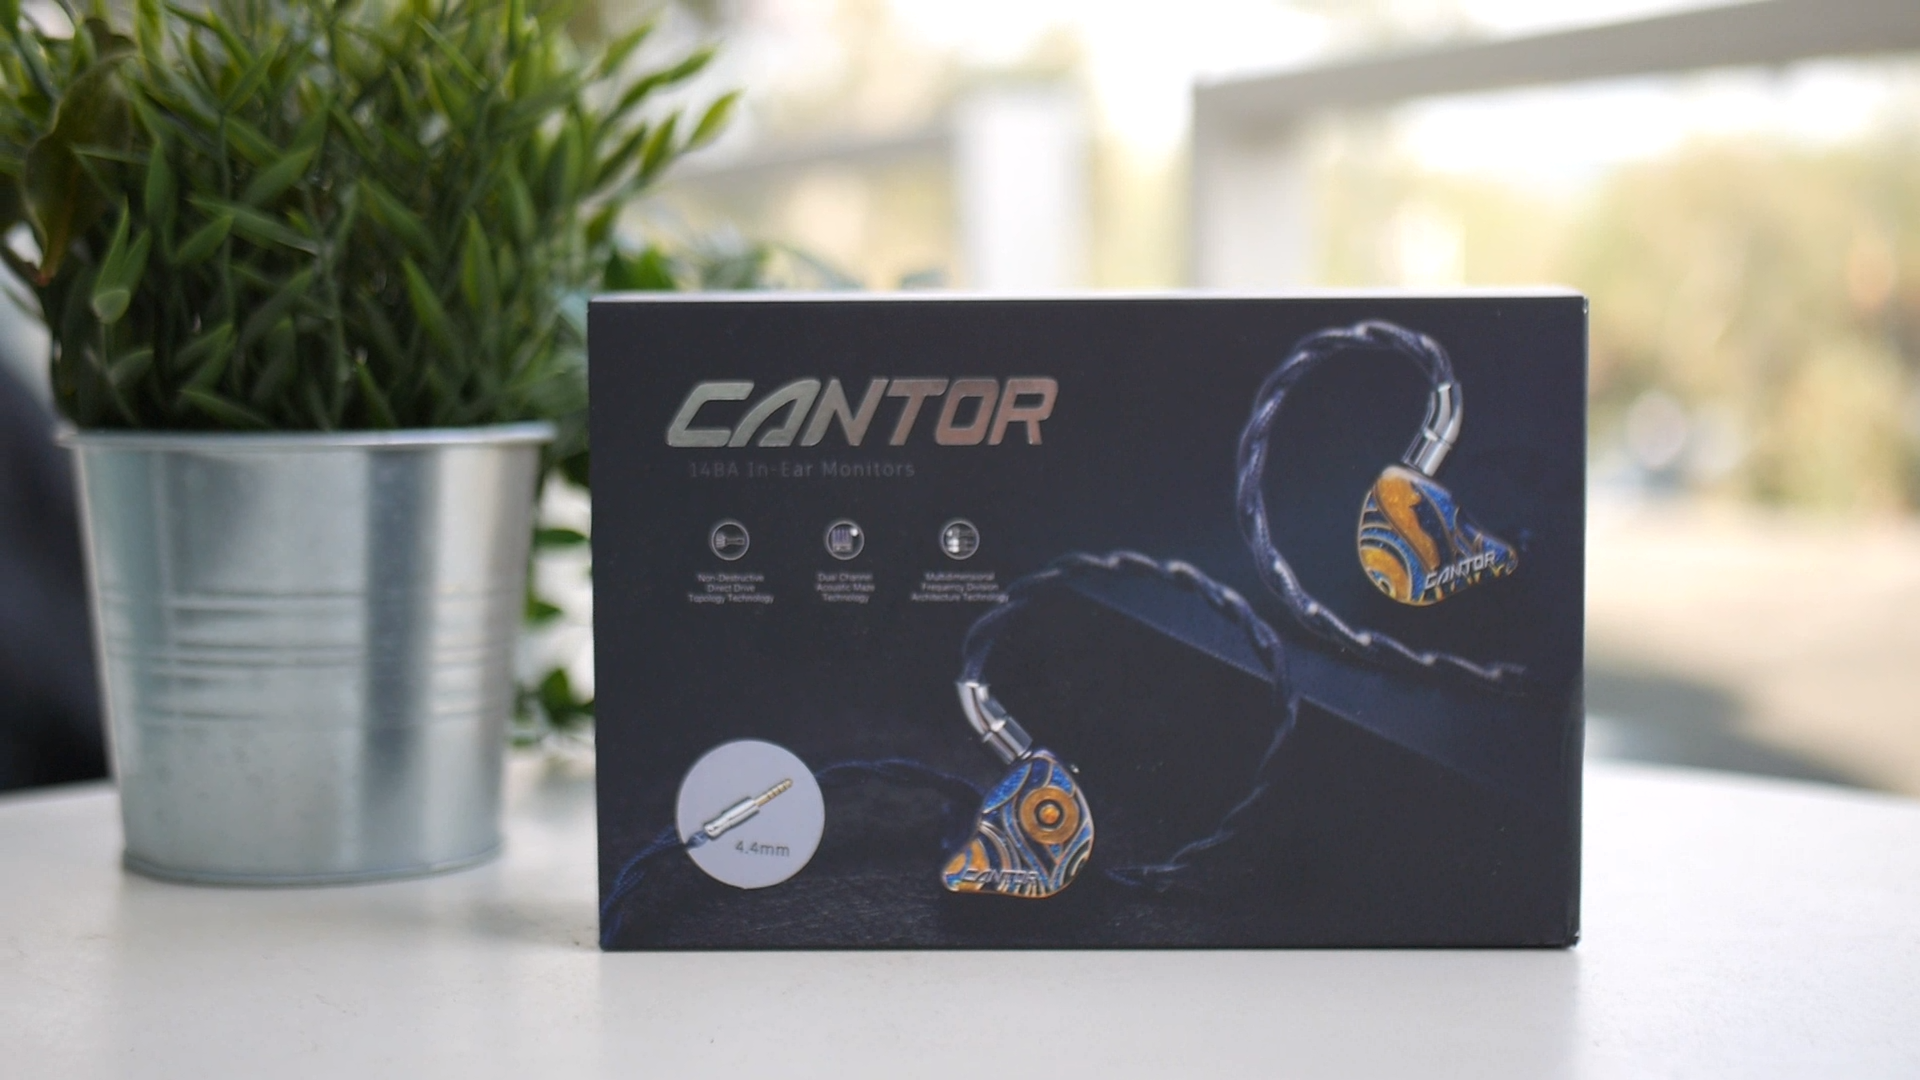 CANTOR
14BA In-Ear Monitors
Non-Destructive
Direct Drive
Topology Technology
Dual Channel
Acoustic Maze
Technology
Multidimensional
Frequency Division
Architecture Technology
CANTOR
CANTOR
4.4mm